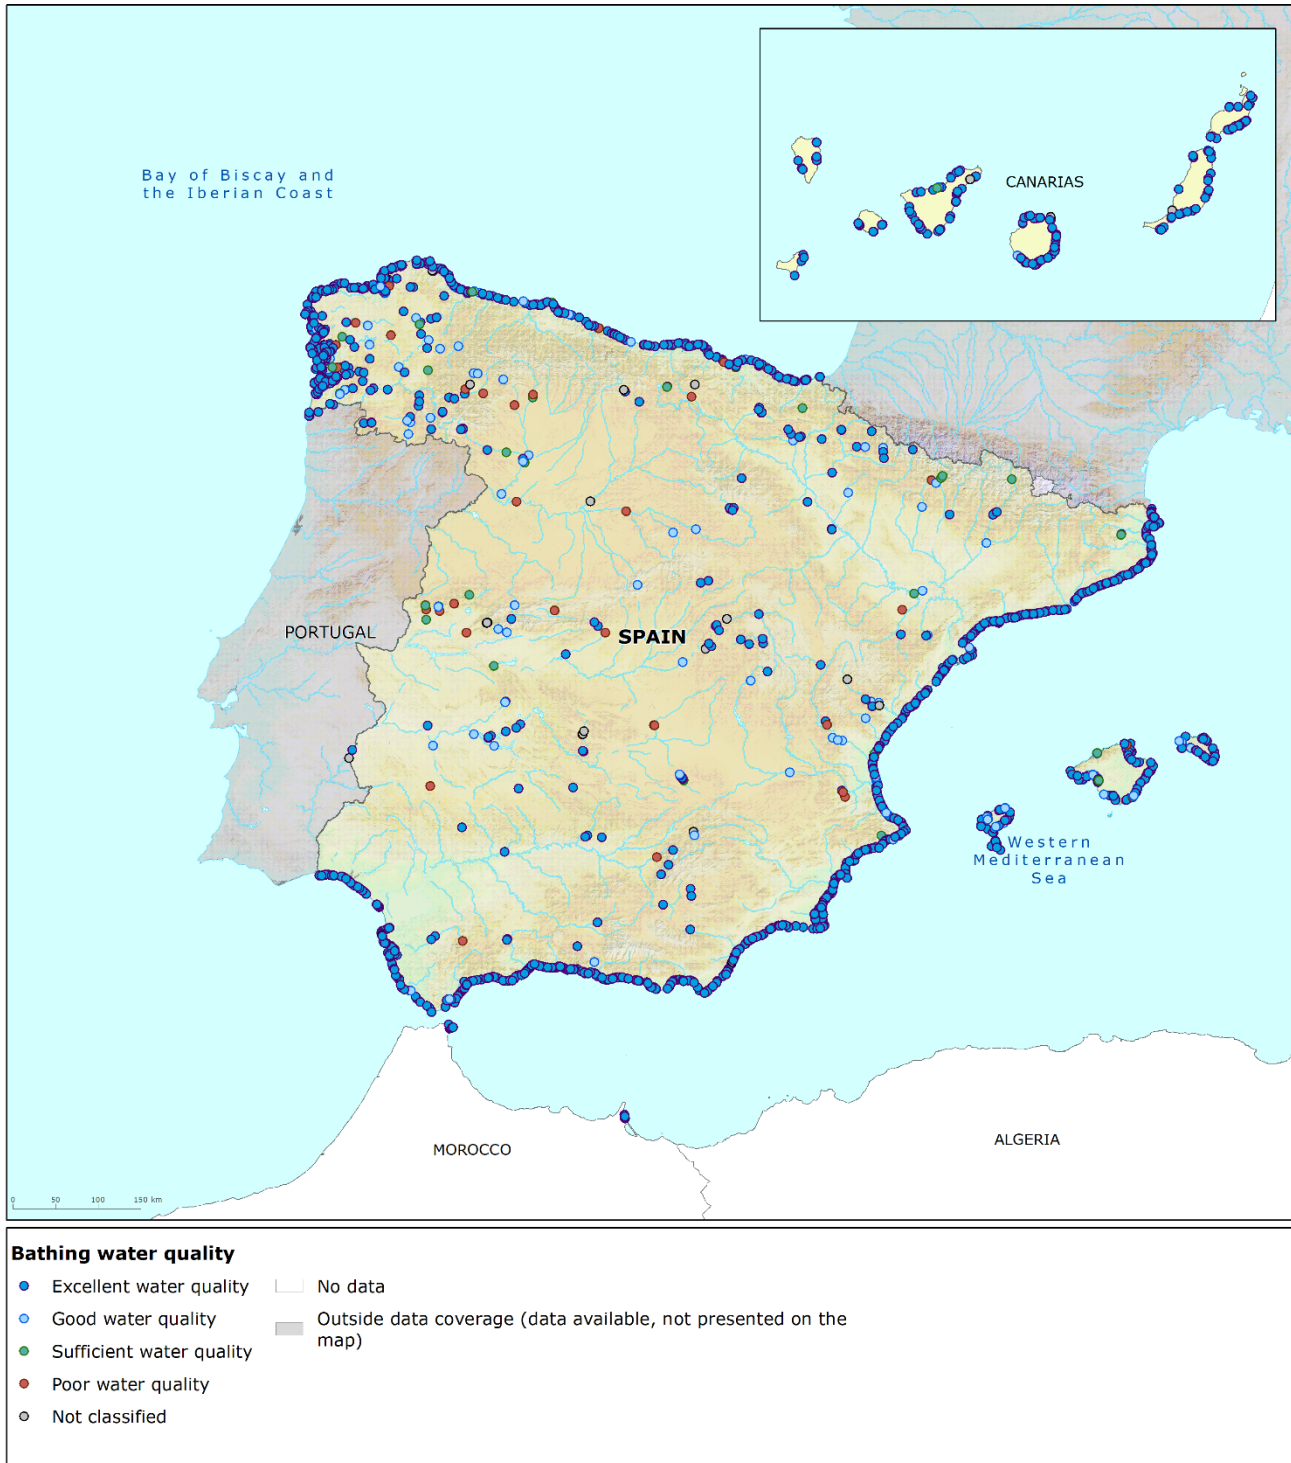 Bay of Biscay and
the Iberian Coast
CANARIAS
PORTUGAL
SPAIN
Western
Mediterranean
Sea
MOROCCO
ALGERIA
0 50 100 150 km
Bathing water quality
Excellent water quality
Good water quality
Sufficient water quality
Poor water quality
Not classified
No data
Outside data coverage (data available, not presented on the
map)